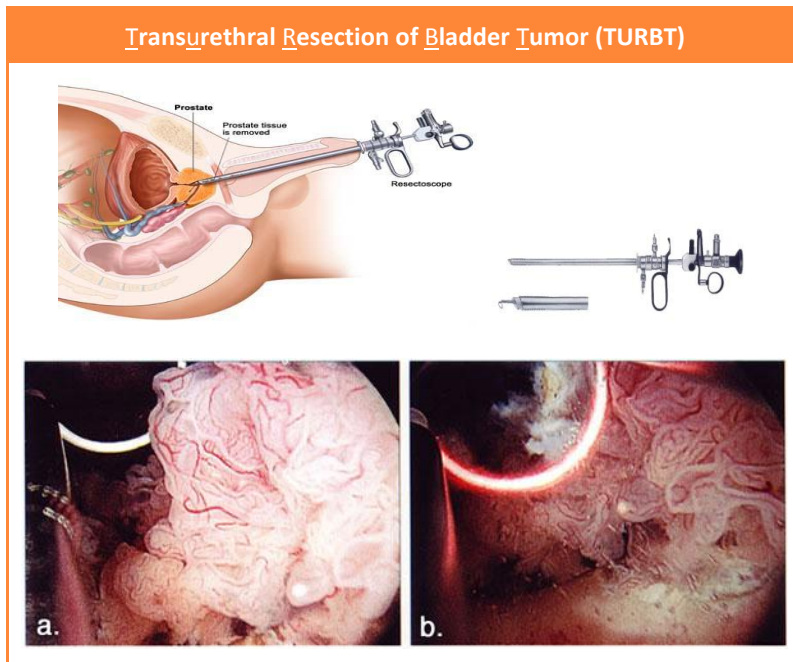 Transurethral Resection of Bladder Tumor (TURBT)
Prostate
Prostate tissue
is removed
Resectoscope
a.
b.